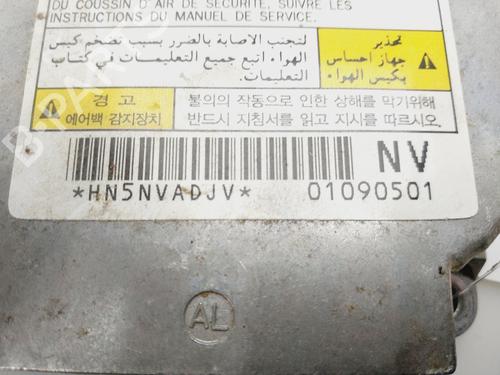 DU COUSSIN D'AIR DE SÉCURITÉ, SUIVRE LES
INSTRUCTIONS DU MANUEL DE SERVICE.
تحذير
جهاز احساس
بكيس الهواء
لتجنب الاصابة بالضرر بسبب تضخم كيس
الهواء اتبع جميع التعليمات في كتاب
التعليمات.
경 고
에어백 감지장치
불의의 작동으로 인한 상해를 막기위해
반드시 지침서를 읽고 지시를 따르시오.
NV
*HN5NVADJV* 01090501
AL